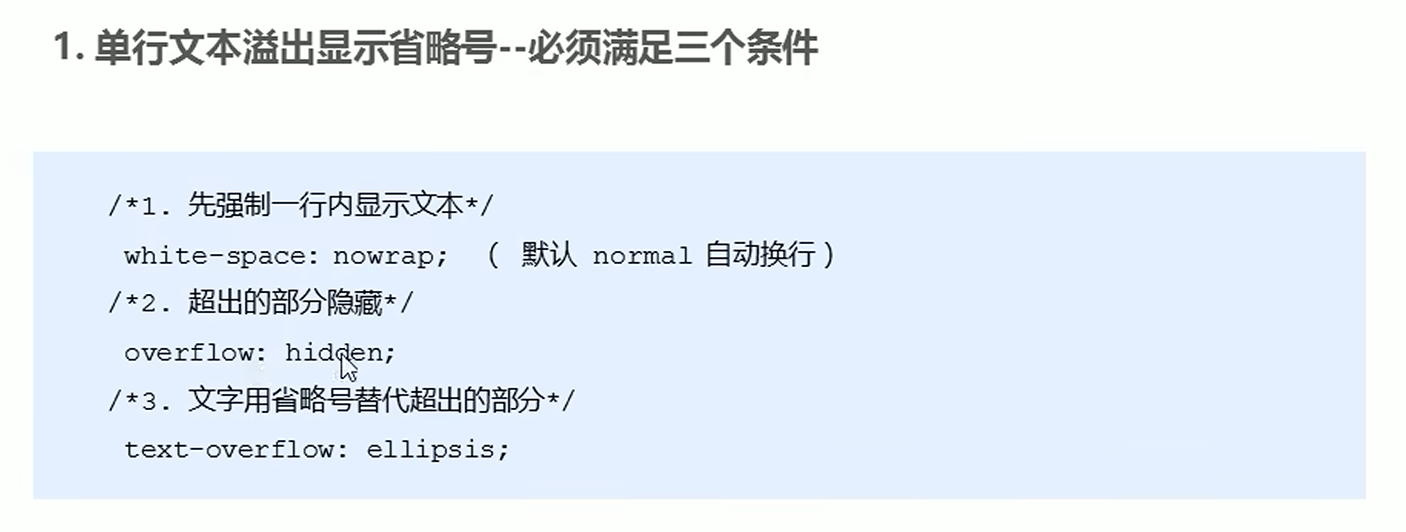 1. 单行文本溢出显示省略号--必须满足三个条件
/*1. 先强制一行内显示文本*/
white-space: nowrap; （ 默认 normal 自动换行）
/*2. 超出的部分隐藏*/
overflow: hidden;
/*3. 文字用省略号替代超出的部分*/
text-overflow: ellipsis;